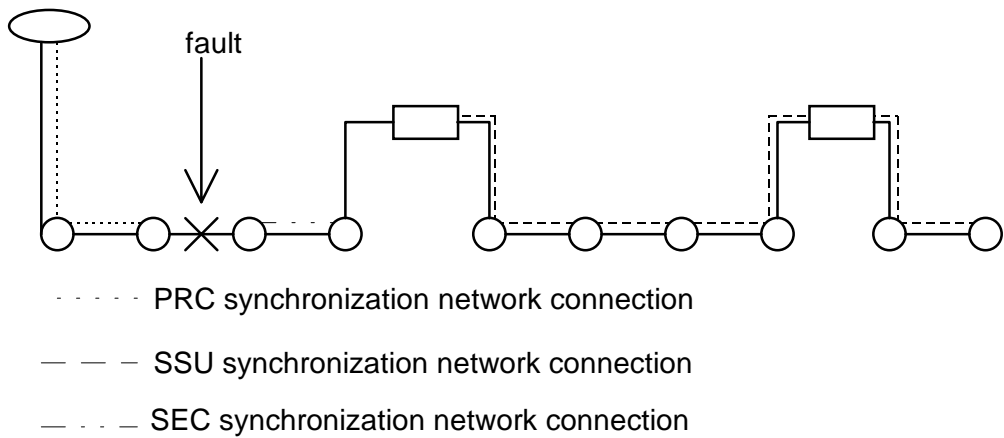 fault
PRC synchronization network connection
SSU synchronization network connection
SEC synchronization network connection